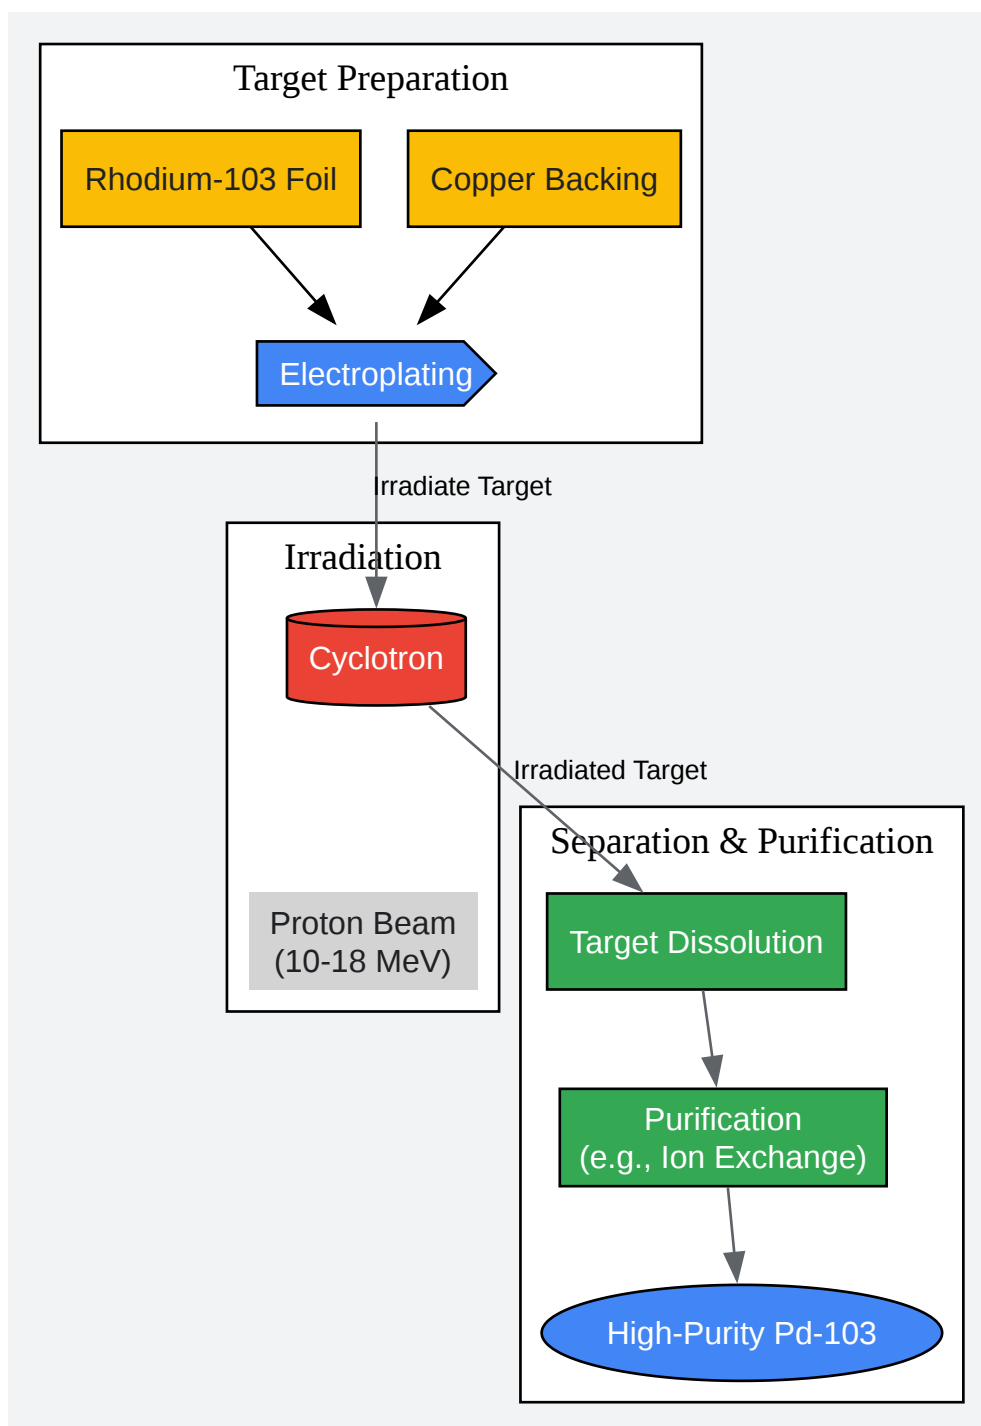 Target Preparation
Rhodium-103 Foil
Copper Backing
Electroplating
Irradiate Target
Irradiation
Cyclotron
Irradiated Target
Separation & Purification
Proton Beam
(10-18 MeV)
Target Dissolution
Purification
(e.g., Ion Exchange)
High-Purity Pd-103